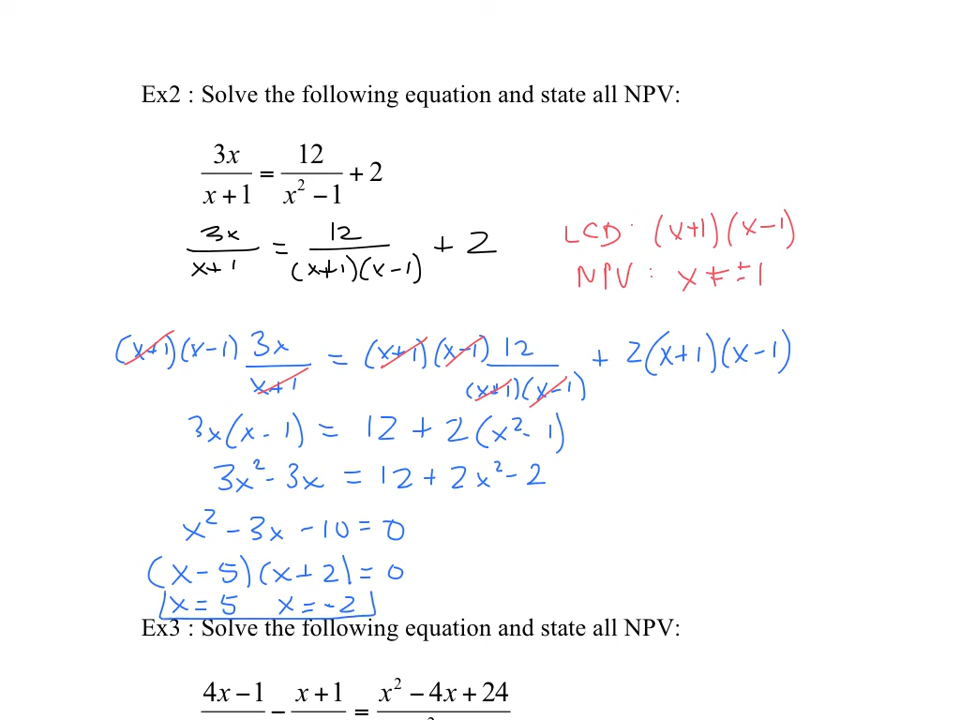 Ex2 : Solve the following equation and state all NPV:
3x/(x + 1) = 12/(x² − 1) + 2
3x/(x+1) = 12/((x+1)(x−1)) + 2
LCD: (x+1)(x−1)
NPV: x ≠ ±1
(x+1)(x−1) 3x/(x+1) = (x+1)(x−1) 12/((x+1)(x−1)) + 2(x+1)(x−1)
3x(x − 1) = 12 + 2(x² − 1)
3x² − 3x = 12 + 2x² − 2
x² − 3x − 10 = 0
(x − 5)(x + 2) = 0
x = 5 x = −2
Ex3 : Solve the following equation and state all NPV:
4x − 1 − x + 1 = x² − 4x + 24